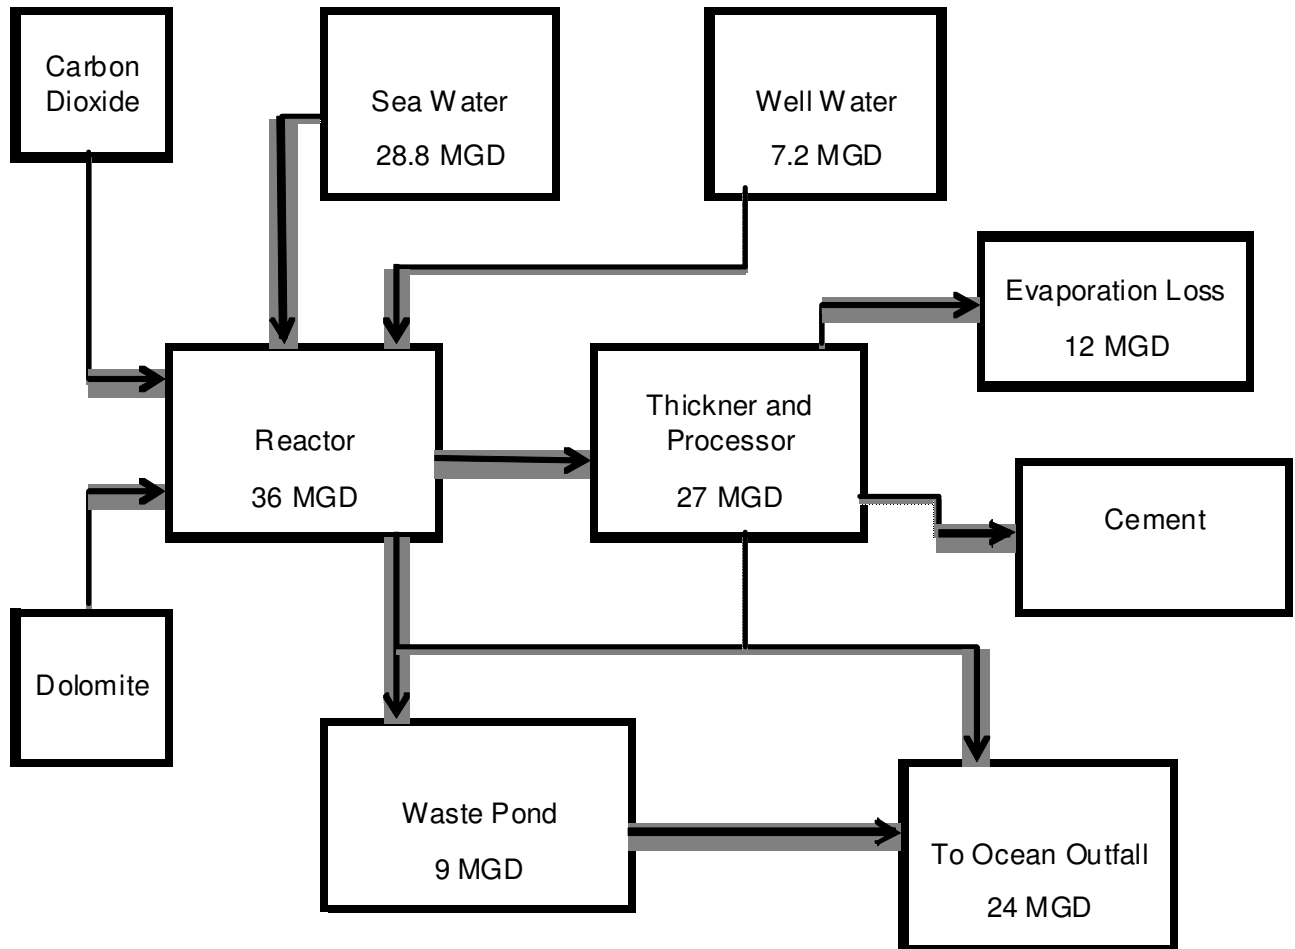 Carbon
Dioxide
Sea Water
28.8 MGD
Well Water
7.2 MGD
Evaporation Loss
12 MGD
Reactor
36 MGD
Thickner and
Processor
27 MGD
Cement
Dolomite
Waste Pond
9 MGD
To Ocean Outfall
24 MGD